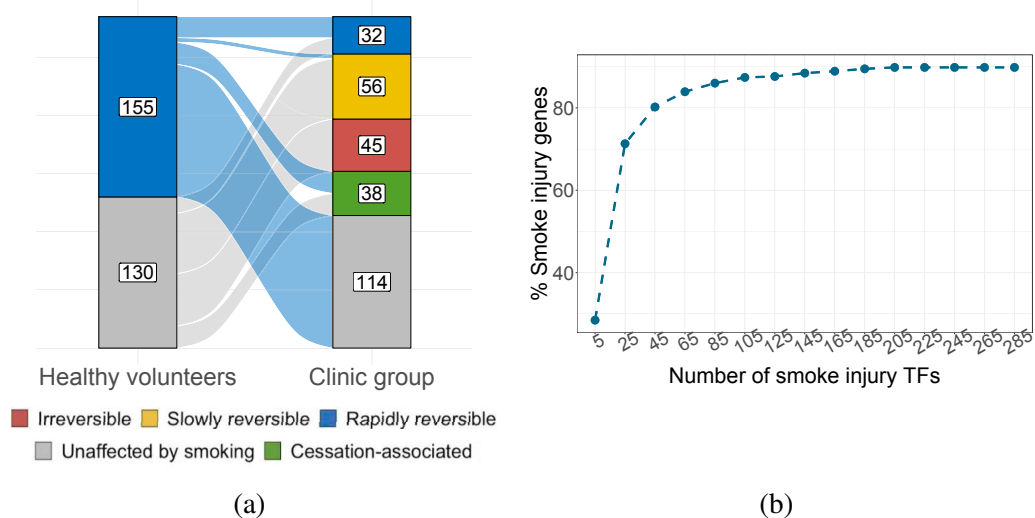 155
130
32
56
45
38
114
Healthy volunteers
Clinic group
Irreversible
Slowly reversible
Rapidly reversible
Unaffected by smoking
Cessation-associated
(a)
% Smoke injury genes
80
60
40
5
25
45
65
85
105
125
145
165
185
205
225
245
265
285
Number of smoke injury TFs
(b)